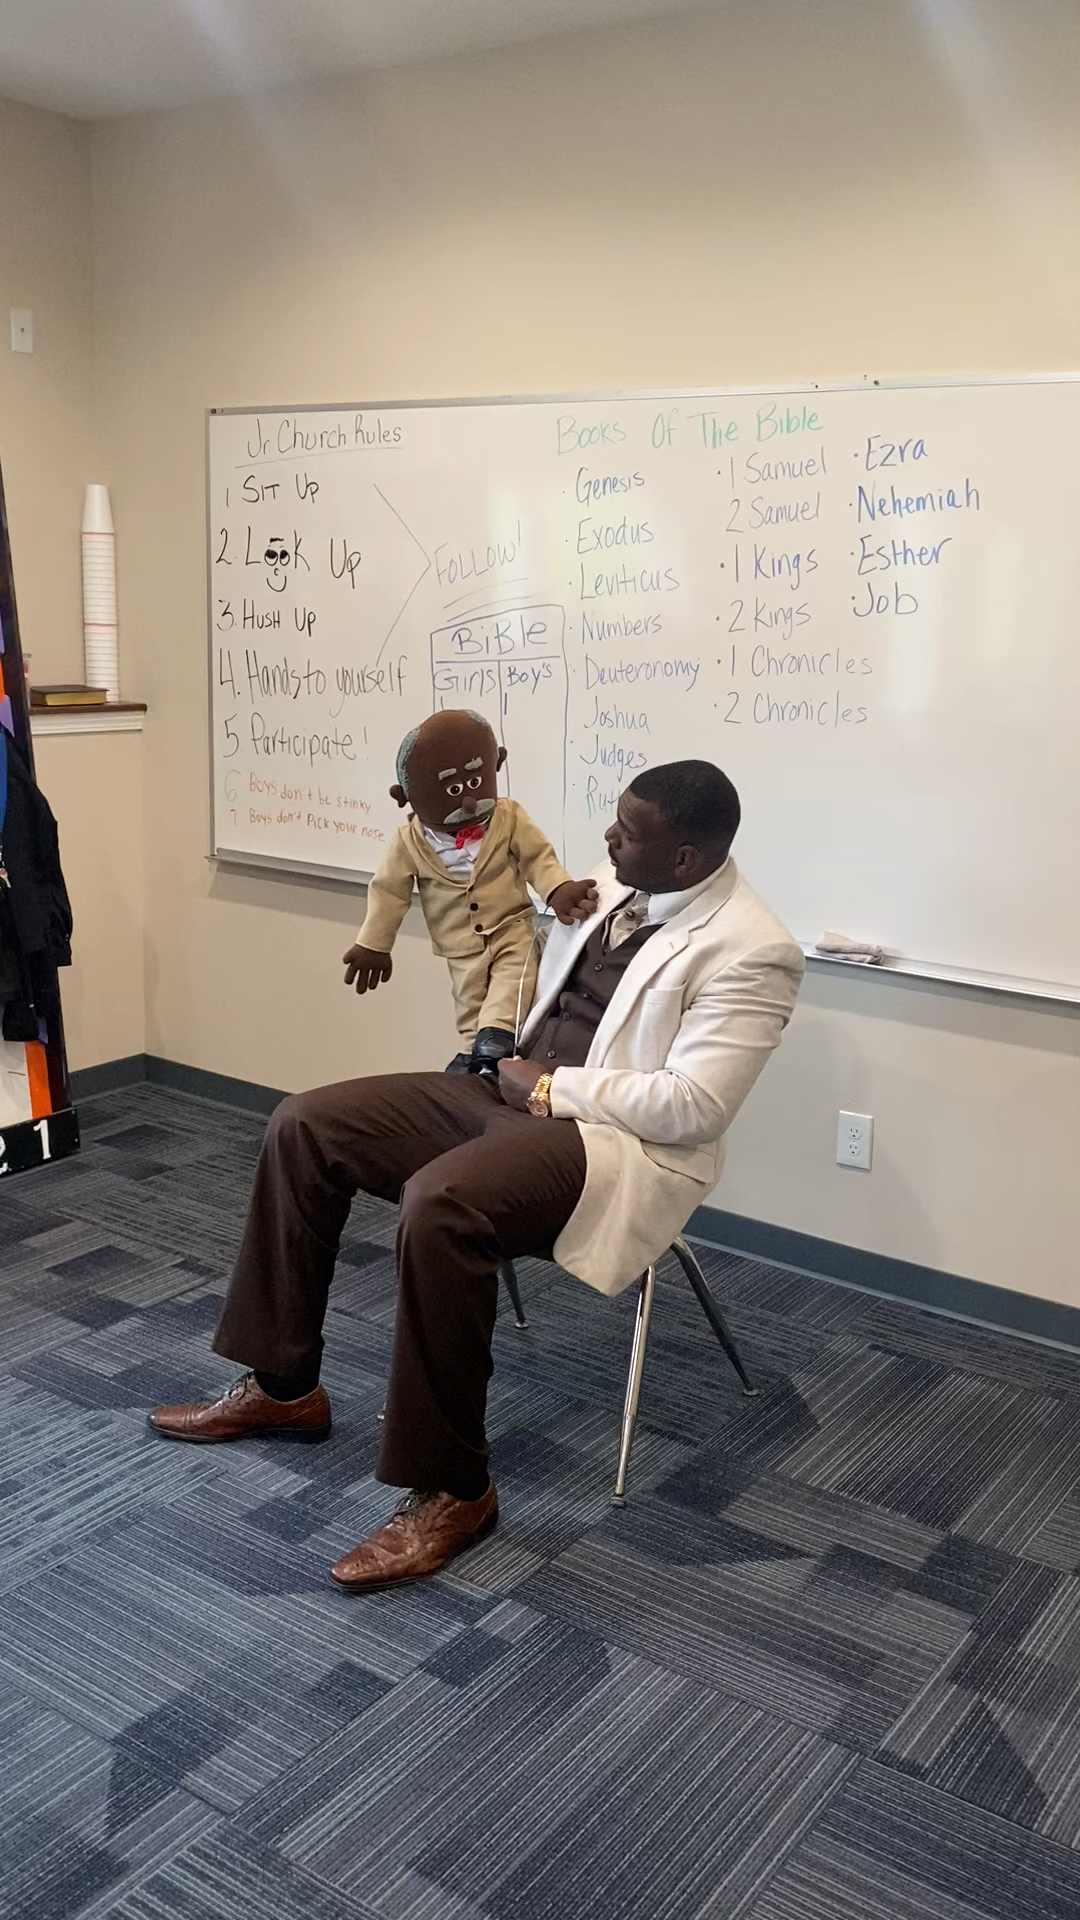 Jr Church Rules
1 SIT UP
2. Look Up
3. HUSH UP
4. Hands to yourself
5. Participate!
6 Boys don't be stinky
7 Boys don't Pick your nose
FOLLOW!
BiBle
Girls Boy's
Books Of The Bible
· Genesis
· Exodus
· Leviticus
· Numbers
· Deuteronomy
Joshua
· Judges
·
· 1 Samuel
2 Samuel
· 1 Kings
· 2 Kings
· 1 Chronicles
· 2 Chronicles
· Ezra
· Nehemiah
· Esther
· Job
1